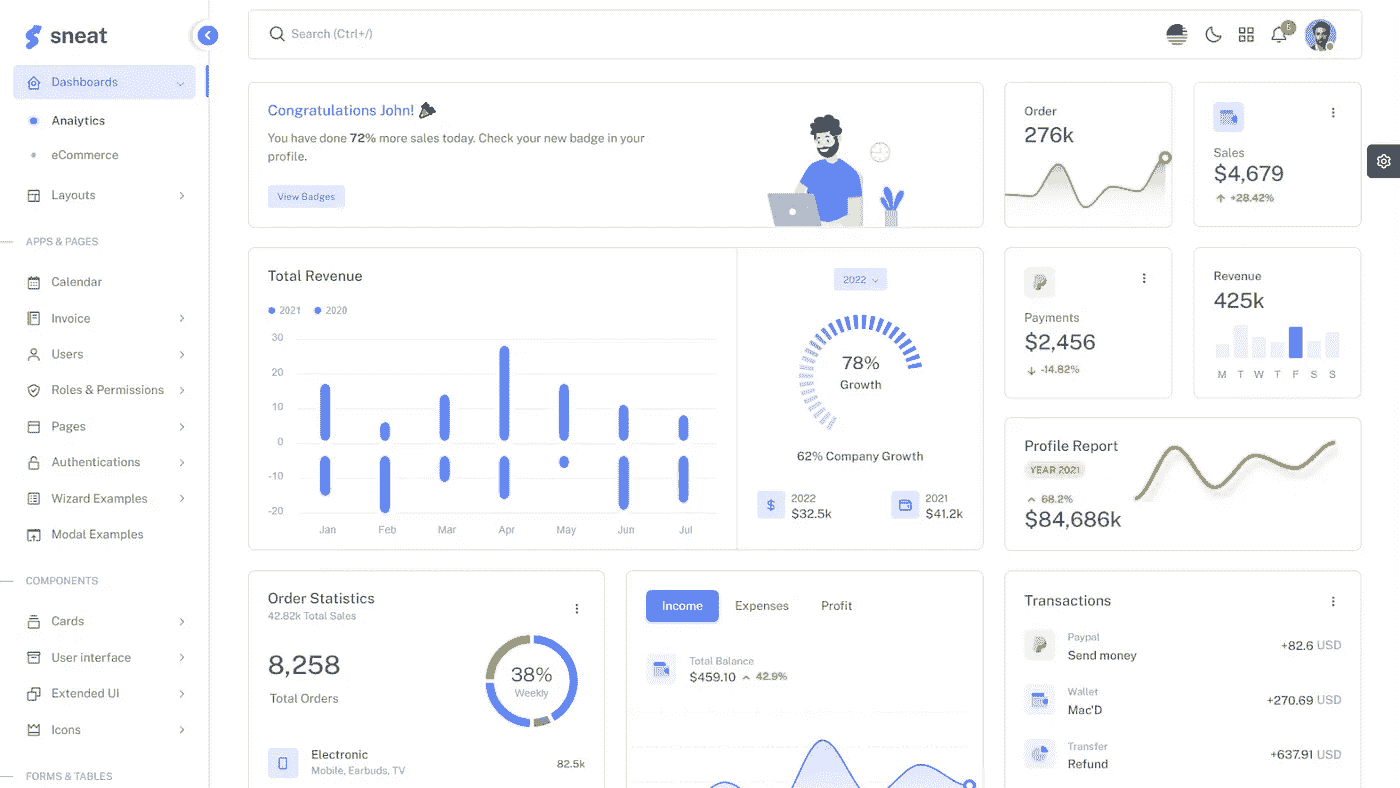 sneat
Dashboards
Analytics
eCommerce
Layouts
APPS & PAGES
Calendar
Invoice
Users
Roles & Permissions
Pages
Authentications
Wizard Examples
Modal Examples
COMPONENTS
Cards
User interface
Extended UI
Icons
FORMS & TABLES
Search (Ctrl+/)
Congratulations John!
You have done 72% more sales today. Check your new badge in your
profile.
View Badges
Order
276k
Sales
$4,679
+28.42%
Total Revenue
2021 2020
30
20
10
0
-10
-20
Jan Feb Mar Apr May Jun Jul
2022
78%
Growth
62% Company Growth
2022
$32.5k
2021
$41.2k
Payments
$2,456
-14.82%
Revenue
425k
M T W T F S S
Profile Report
YEAR 2021
68.2%
$84,686k
Order Statistics
42.82k Total Sales
8,258
Total Orders
38%
Weekly
Electronic
Mobile, Earbuds, TV
82.5k
Income Expenses Profit
Total Balance
$459.10 42.9%
Transactions
Paypal
Send money
+82.6 USD
Wallet
Mac'D
+270.69 USD
Transfer
Refund
+637.91 USD